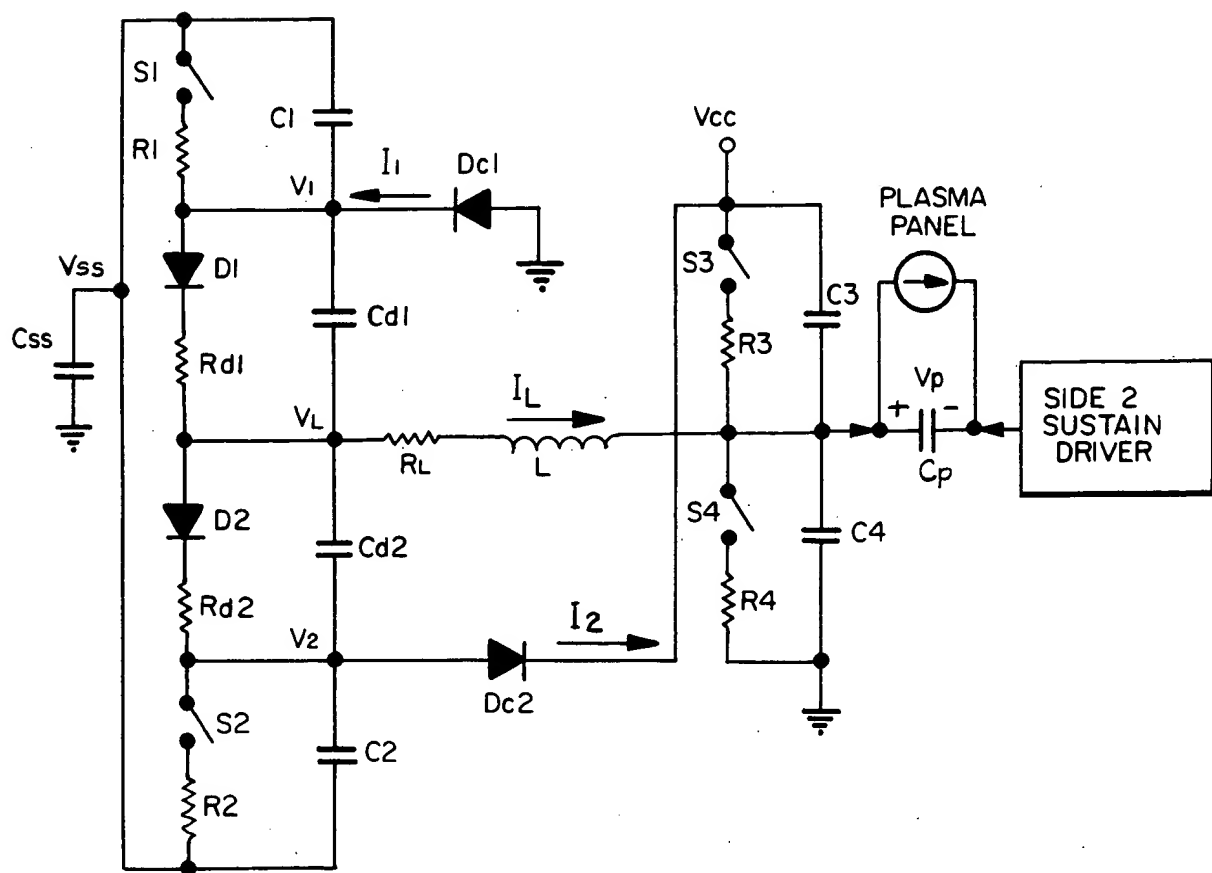 S1
C1
R1
V1
I1
Dc1
Vcc
PLASMA
PANEL
Vss
D1
S3
C3
Css
Cd1
Rd1
R3
IL
Vp
VL
RL
L
+
-
Cp
SIDE 2
SUSTAIN
DRIVER
D2
S4
C4
Cd2
Rd2
R4
V2
I2
Dc2
S2
C2
R2